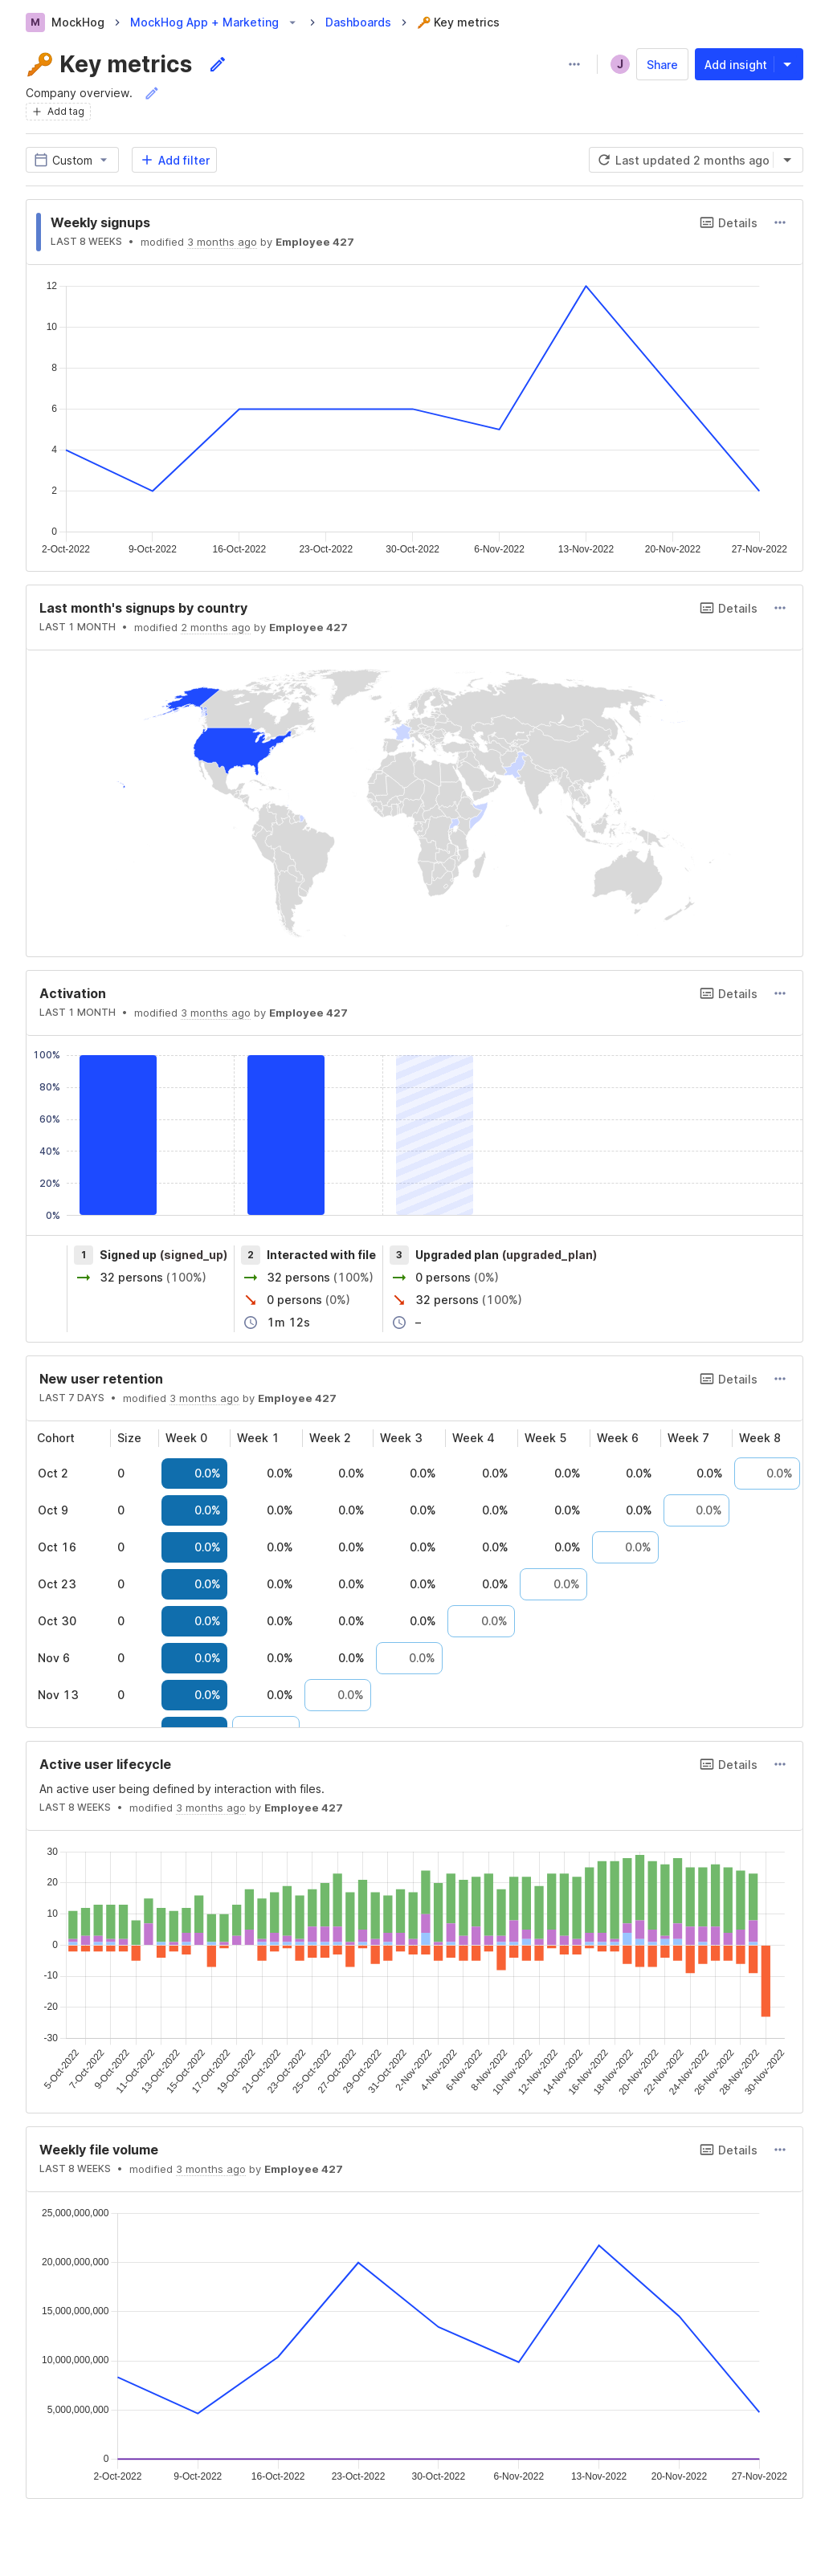 M MockHog > MockHog App + Marketing > Dashboards > 🔑 Key metrics
🔑 Key metrics
J Share Add insight
Company overview.
+ Add tag
Custom + Add filter Last updated 2 months ago
Weekly signups Details
LAST 8 WEEKS • modified 3 months ago by Employee 427
12
10
8
6
4
2
0
2-Oct-2022 9-Oct-2022 16-Oct-2022 23-Oct-2022 30-Oct-2022 6-Nov-2022 13-Nov-2022 20-Nov-2022 27-Nov-2022
Last month's signups by country Details
LAST 1 MONTH • modified 2 months ago by Employee 427
Activation Details
LAST 1 MONTH • modified 3 months ago by Employee 427
100%
80%
60%
40%
20%
0%
1 Signed up (signed_up) 2 Interacted with file 3 Upgraded plan (upgraded_plan)
32 persons (100%) 32 persons (100%) 0 persons (0%)
0 persons (0%) 32 persons (100%)
1m 12s –
New user retention Details
LAST 7 DAYS • modified 3 months ago by Employee 427
Cohort Size Week 0 Week 1 Week 2 Week 3 Week 4 Week 5 Week 6 Week 7 Week 8
Oct 2 0 0.0% 0.0% 0.0% 0.0% 0.0% 0.0% 0.0% 0.0% 0.0%
Oct 9 0 0.0% 0.0% 0.0% 0.0% 0.0% 0.0% 0.0% 0.0%
Oct 16 0 0.0% 0.0% 0.0% 0.0% 0.0% 0.0% 0.0%
Oct 23 0 0.0% 0.0% 0.0% 0.0% 0.0% 0.0%
Oct 30 0 0.0% 0.0% 0.0% 0.0% 0.0%
Nov 6 0 0.0% 0.0% 0.0% 0.0%
Nov 13 0 0.0% 0.0% 0.0%
Active user lifecycle Details
An active user being defined by interaction with files.
LAST 8 WEEKS • modified 3 months ago by Employee 427
30
20
10
0
-10
-20
-30
5-Oct-2022 7-Oct-2022 9-Oct-2022 11-Oct-2022 13-Oct-2022 15-Oct-2022 17-Oct-2022 19-Oct-2022 21-Oct-2022 23-Oct-2022 25-Oct-2022 27-Oct-2022 29-Oct-2022 31-Oct-2022 2-Nov-2022 4-Nov-2022 6-Nov-2022 8-Nov-2022 10-Nov-2022 12-Nov-2022 14-Nov-2022 16-Nov-2022 18-Nov-2022 20-Nov-2022 22-Nov-2022 24-Nov-2022 26-Nov-2022 28-Nov-2022 30-Nov-2022
Weekly file volume Details
LAST 8 WEEKS • modified 3 months ago by Employee 427
25,000,000,000
20,000,000,000
15,000,000,000
10,000,000,000
5,000,000,000
0
2-Oct-2022 9-Oct-2022 16-Oct-2022 23-Oct-2022 30-Oct-2022 6-Nov-2022 13-Nov-2022 20-Nov-2022 27-Nov-2022